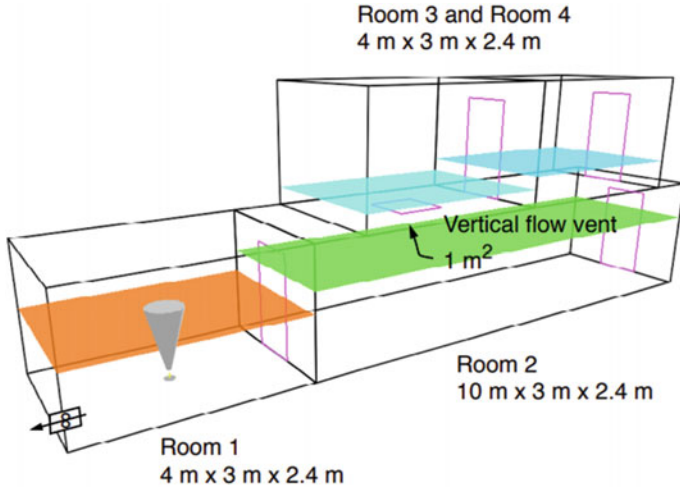 Room 3 and Room 4
4 m x 3 m x 2.4 m
Vertical flow vent
1 m²
Room 2
10 m x 3 m x 2.4 m
8
Room 1
4 m x 3 m x 2.4 m